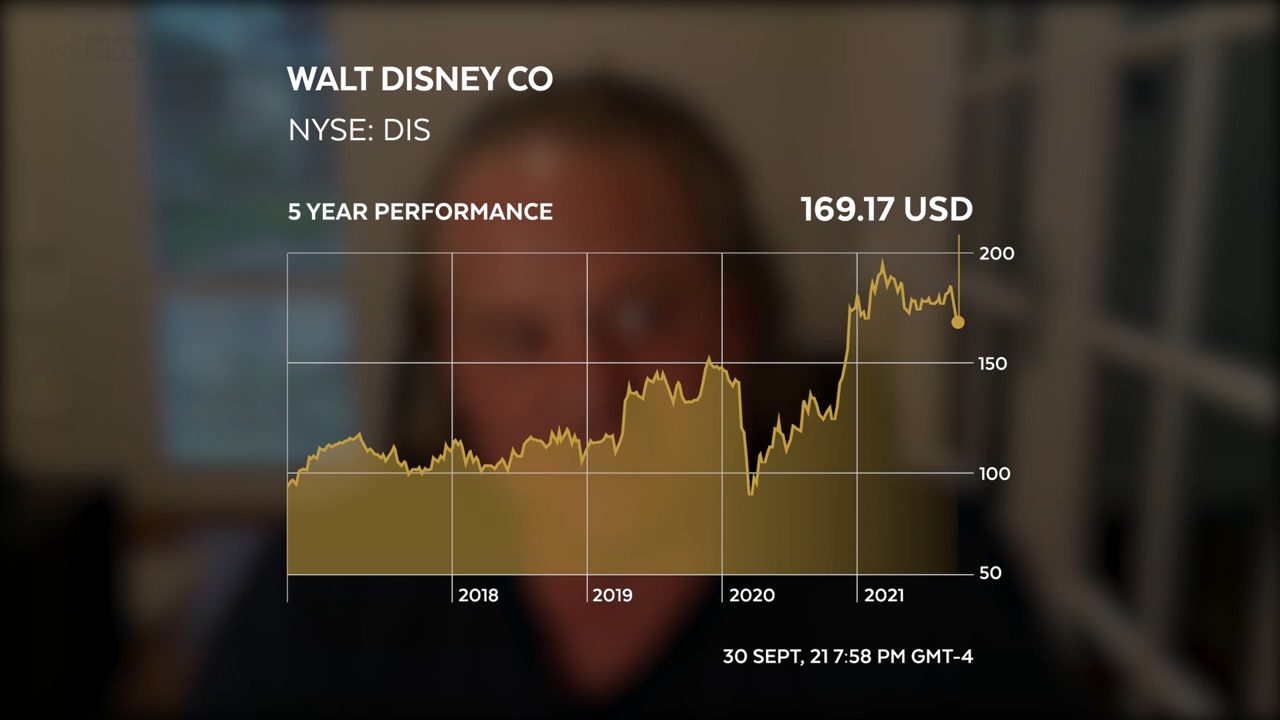 livewire
WALT DISNEY CO
NYSE: DIS
5 YEAR PERFORMANCE
169.17 USD
200
150
100
50
2018 2019 2020 2021
30 SEPT, 21 7:58 PM GMT-4